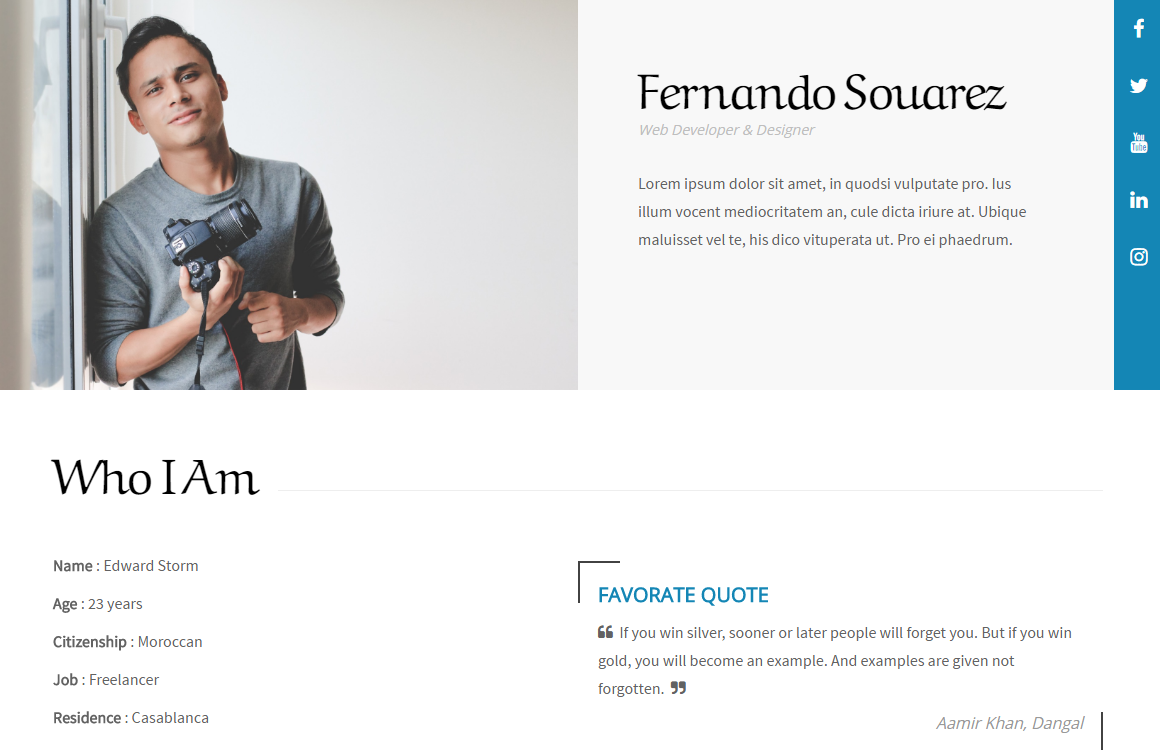 Fernando Souarez
Web Developer & Designer
Lorem ipsum dolor sit amet, in quodsi vulputate pro. Ius
illum vocent mediocritatem an, cule dicta iriure at. Ubique
maluisset vel te, his dico vituperata ut. Pro ei phaedrum.
You
Tube
in
Who I Am
Name : Edward Storm
Age : 23 years
Citizenship : Moroccan
Job : Freelancer
Residence : Casablanca
FAVORATE QUOTE
❝ If you win silver, sooner or later people will forget you. But if you win
gold, you will become an example. And examples are given not
forgotten. ❞
Aamir Khan, Dangal